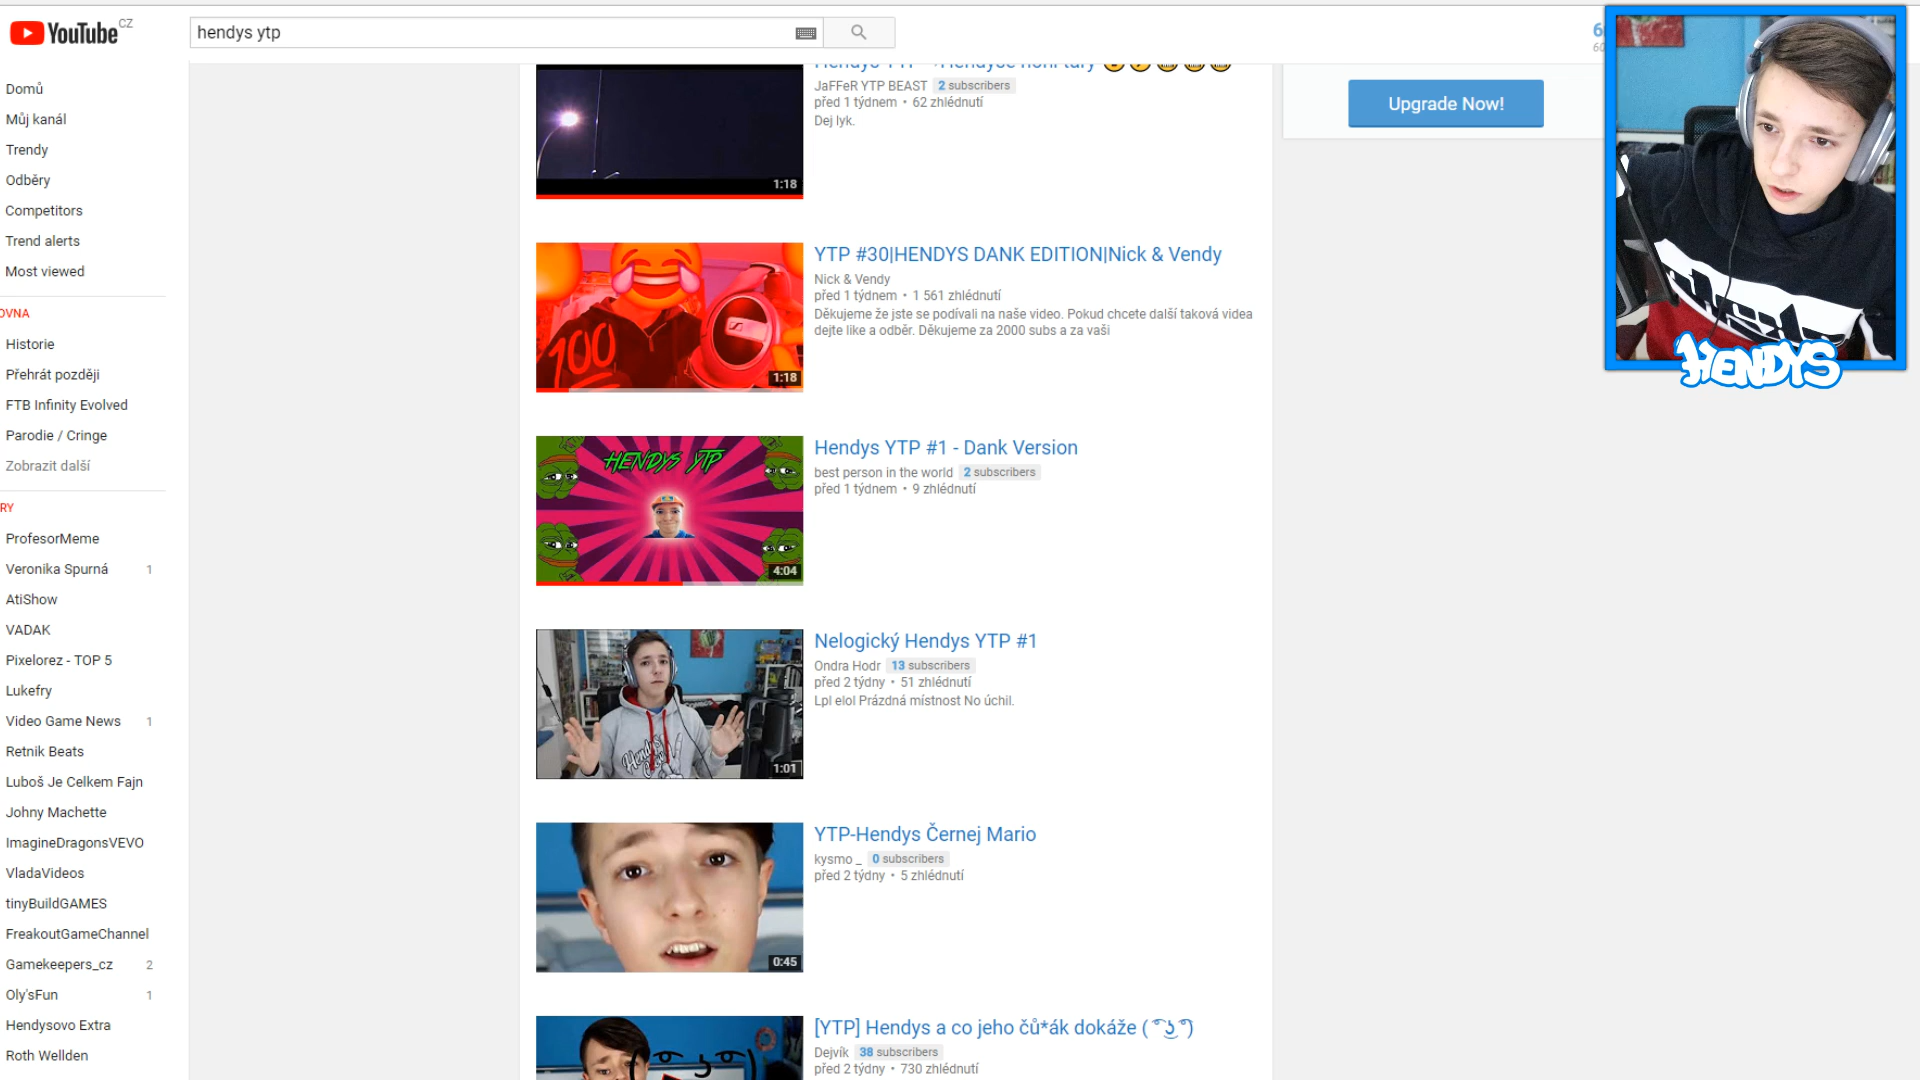 YouTube CZ
hendys ytp
Domů
Můj kanál
Trendy
Odběry
Competitors
Trend alerts
Most viewed
OVNA
Historie
Přehrát později
FTB Infinity Evolved
Parodie / Cringe
Zobrazit další
RY
ProfesorMeme
Veronika Spurná 1
AtiShow
VADAK
Pixelorez - TOP 5
Lukefry
Video Game News 1
Retnik Beats
Luboš Je Celkem Fajn
Johny Machette
ImagineDragonsVEVO
VladaVideos
tinyBuildGAMES
FreakoutGameChannel
Gamekeepers_cz 2
Oly'sFun 1
Hendysovo Extra
Roth Wellden
JaFFeR YTP BEAST 2 subscribers
před 1 týdnem • 62 zhlédnutí
Dej lyk.
1:18
YTP #30|HENDYS DANK EDITION|Nick & Vendy
Nick & Vendy
před 1 týdnem • 1 561 zhlédnutí
Děkujeme že jste se podívali na naše video. Pokud chcete další taková videa
dejte like a odběr. Děkujeme za 2000 subs a za vaši
100
1:18
Hendys YTP #1 - Dank Version
best person in the world 2 subscribers
před 1 týdnem • 9 zhlédnutí
HENDYS YTP
4:04
Nelogický Hendys YTP #1
Ondra Hodr 13 subscribers
před 2 týdny • 51 zhlédnutí
Lpl elol Prázdná místnost No úchil.
1:01
YTP-Hendys Černej Mario
kysmo _ 0 subscribers
před 2 týdny • 5 zhlédnutí
0:45
[YTP] Hendys a co jeho čů*ák dokáže ( ͡° ͜ʖ ͡°)
Dejvík 38 subscribers
před 2 týdny • 730 zhlédnutí
Upgrade Now!
HENDYS